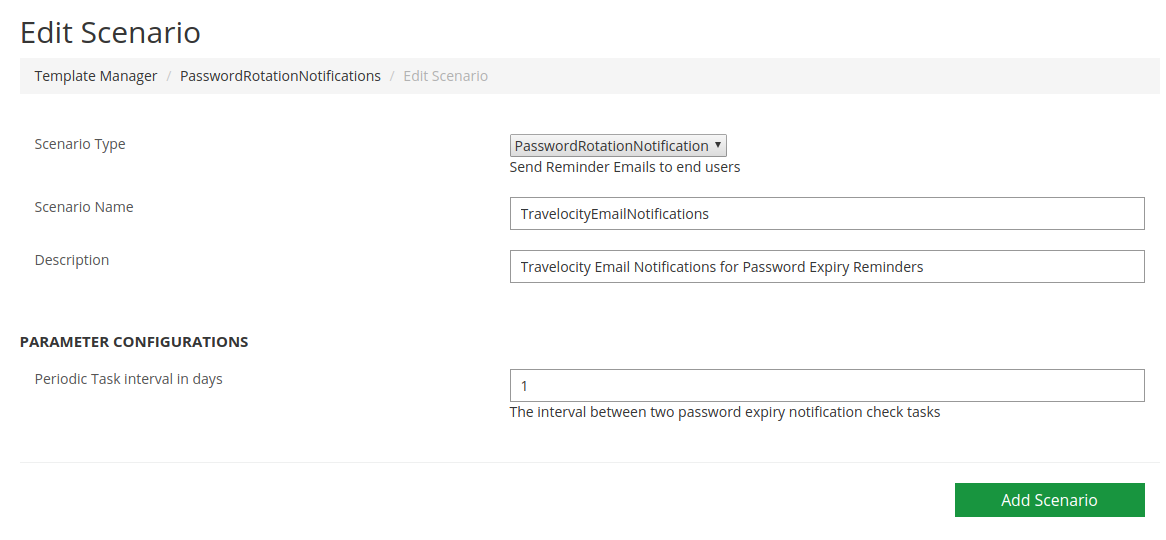 Edit Scenario
Template Manager / PasswordRotationNotifications / Edit Scenario
Scenario Type
PasswordRotationNotification
Send Reminder Emails to end users
Scenario Name
TravelocityEmailNotifications
Description
Travelocity Email Notifications for Password Expiry Reminders
PARAMETER CONFIGURATIONS
Periodic Task interval in days
1
The interval between two password expiry notification check tasks
Add Scenario